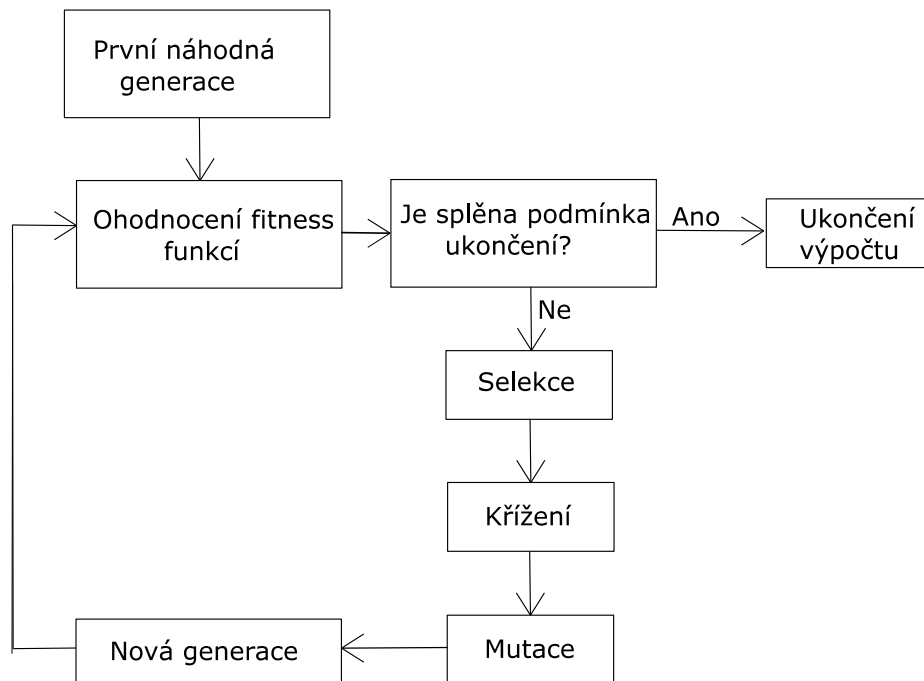 První náhodná
generace
Ohodnocení fitness
funkcí
Je splěna podmínka
ukončení?
Ano
Ukončení
výpočtu
Ne
Selekce
Křížení
Mutace
Nová generace